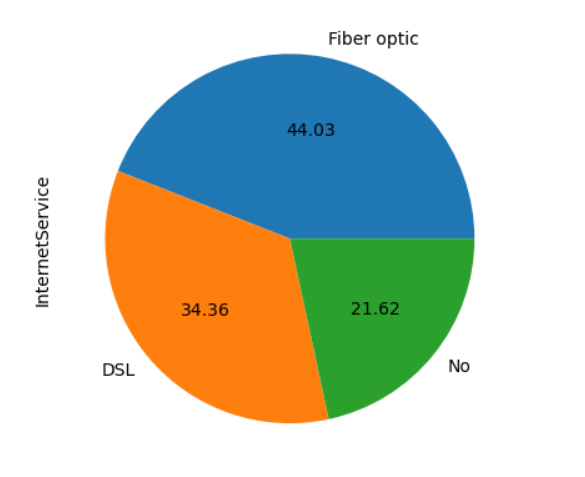 Fiber optic
44.03
InternetService
34.36
21.62
DSL
No